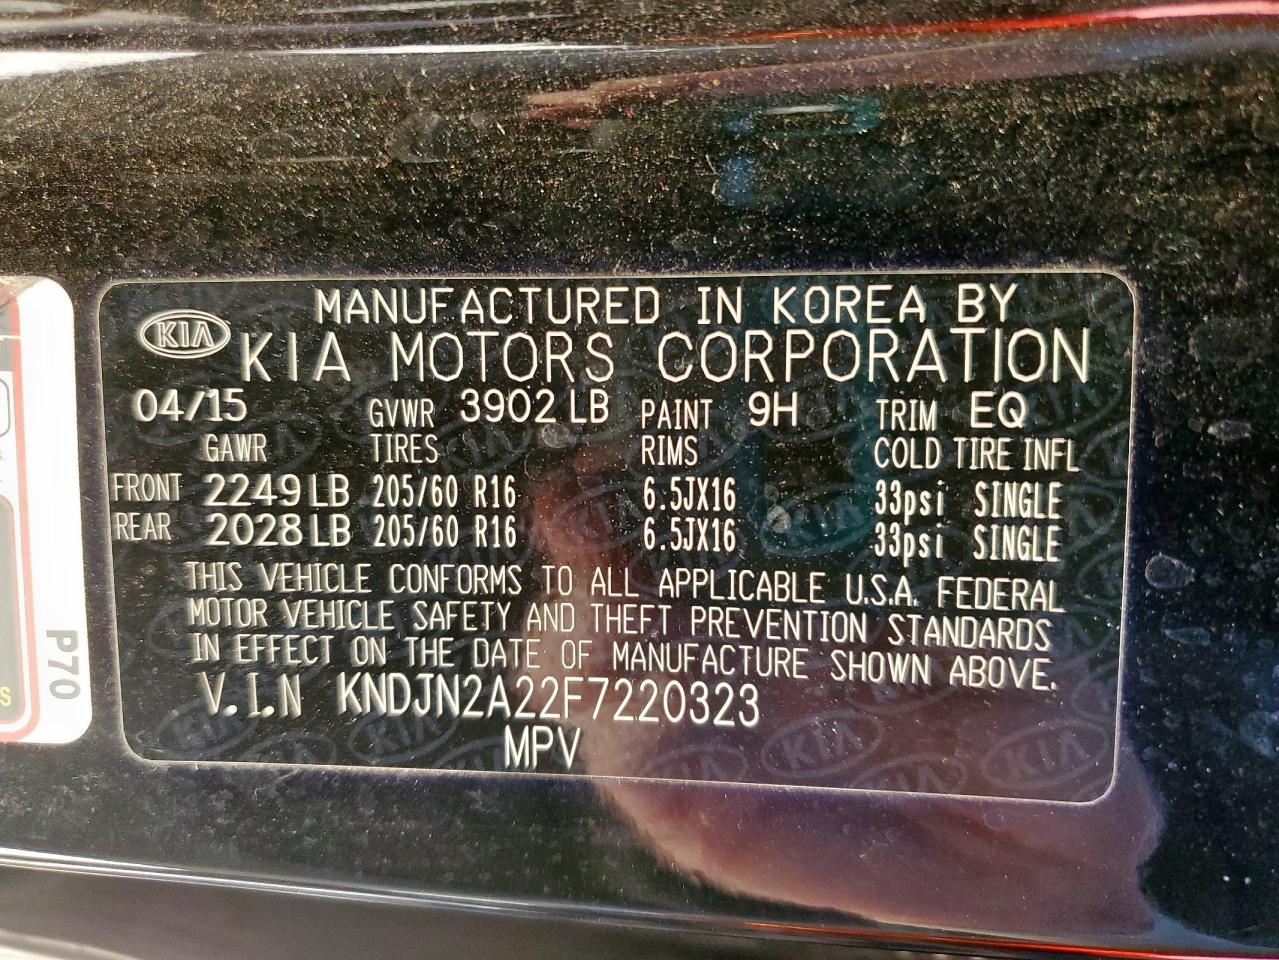 MANUFACTURED IN KOREA BY
KIA KIA MOTORS CORPORATION
04/15 GVWR 3902 LB PAINT 9H TRIM EQ
GAWR TIRES RIMS COLD TIRE INFL
FRONT 2249 LB 205/60 R16 6.5JX16 33psi SINGLE
REAR 2028 LB 205/60 R16 6.5JX16 33psi SINGLE
THIS VEHICLE CONFORMS TO ALL APPLICABLE U.S.A. FEDERAL
MOTOR VEHICLE SAFETY AND THEFT PREVENTION STANDARDS
IN EFFECT ON THE DATE OF MANUFACTURE SHOWN ABOVE.
V.I.N KNDJN2A22F7220323
MPV
P70